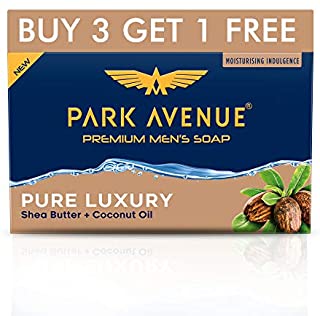 BUY 3 GET 1 FREE
NEW
MOISTURISING INDULGENCE
PARK AVENUE®
PREMIUM MEN'S SOAP
PURE LUXURY
Shea Butter + Coconut Oil